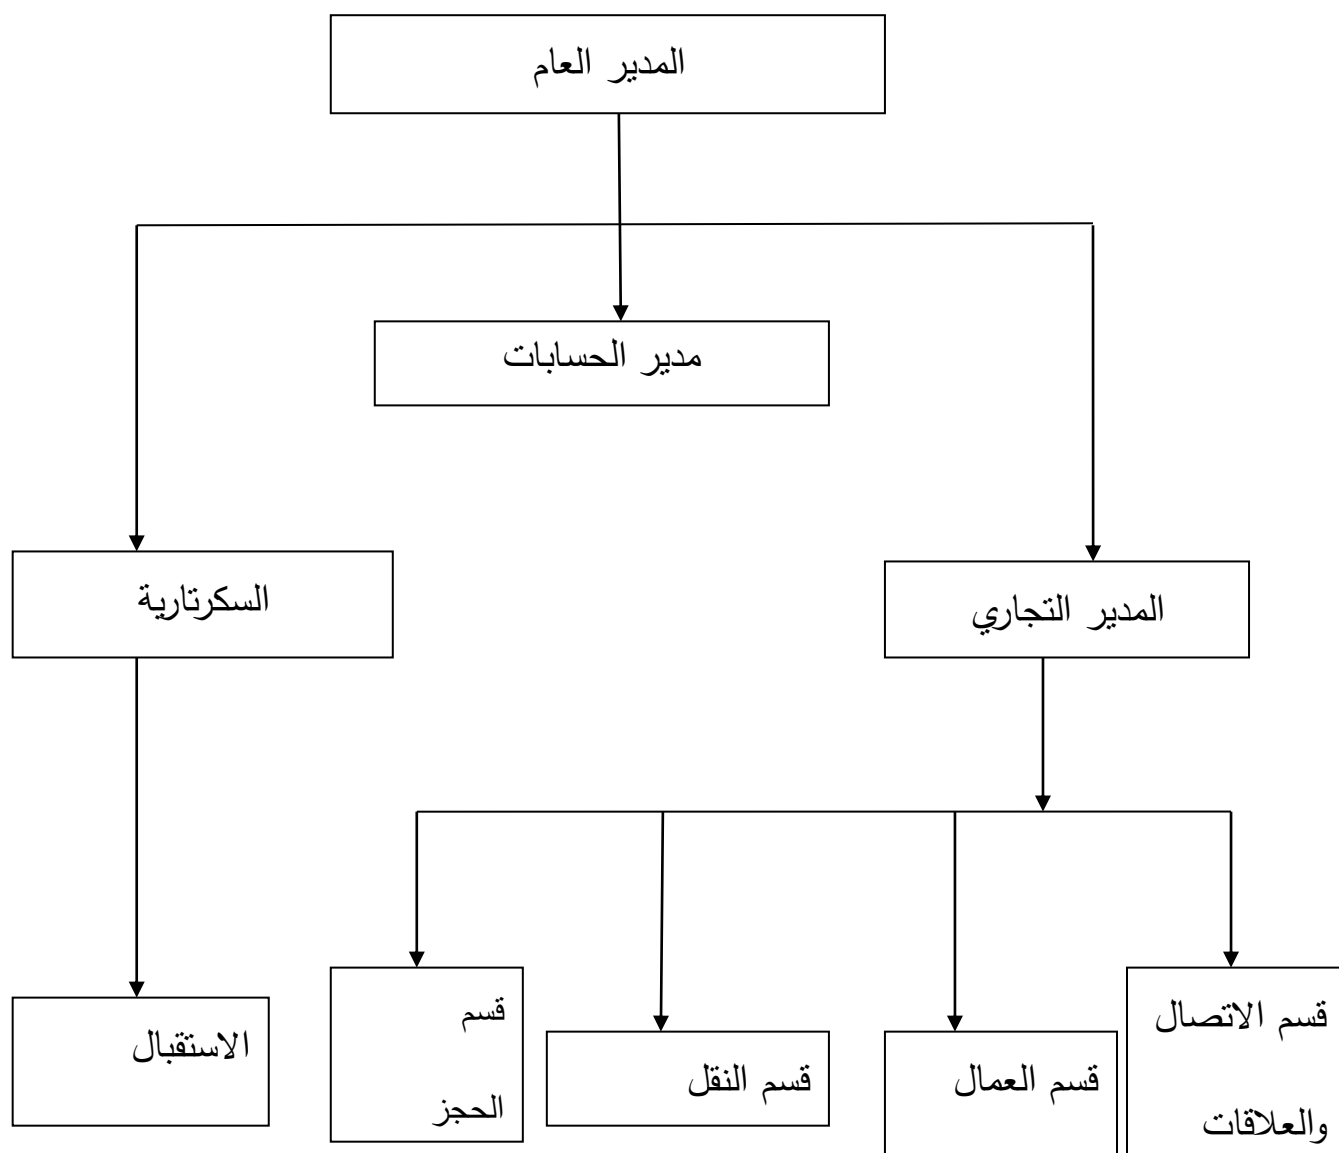 المدير العام
مدير الحسابات
السكرتارية
المدير التجاري
قسم الاتصال
والعلاقات
قسم العمال
قسم النقل
قسم
الحجز
الاستقبال